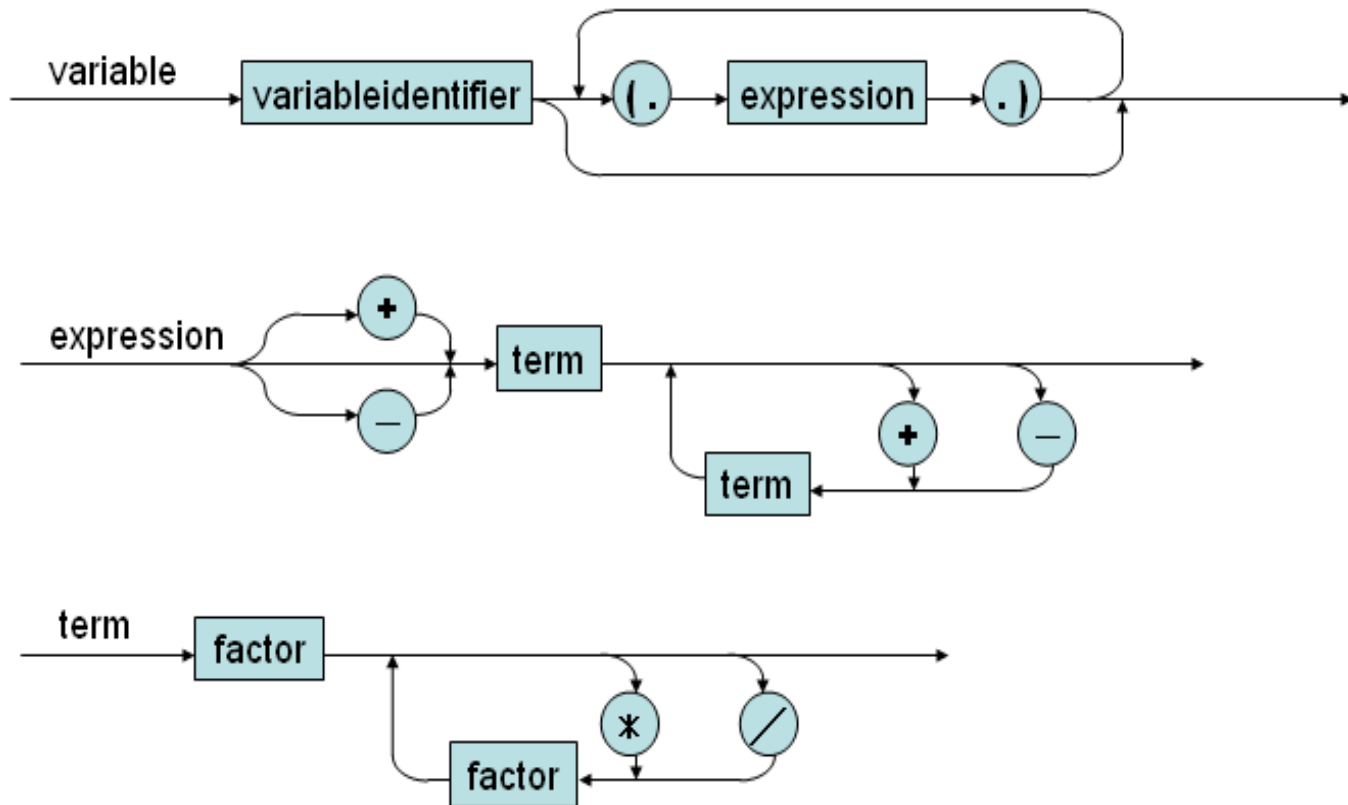 variable variableidentifier (. expression .)
+
expression term
–
+ –
term
term factor
* /
factor